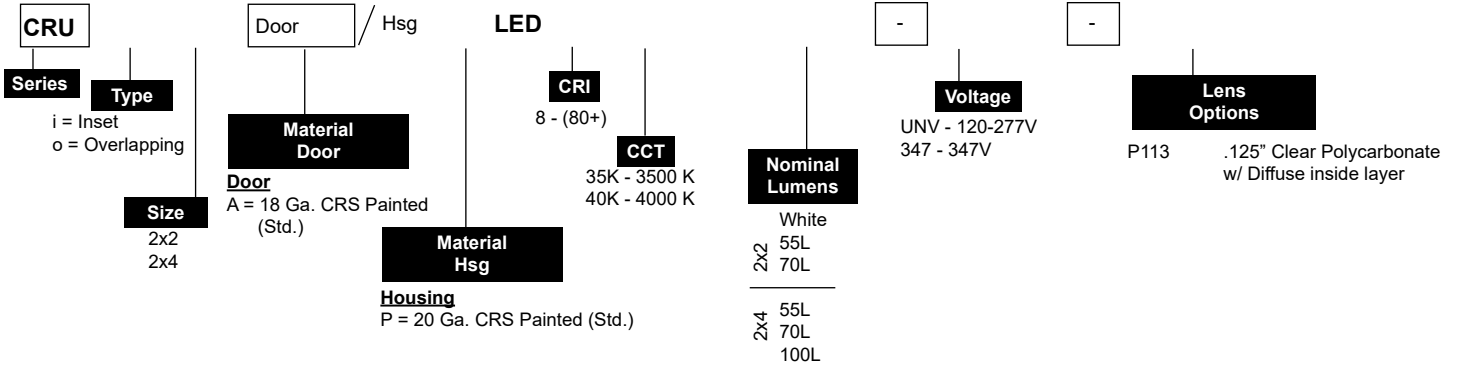 CRU Door / Hsg LED - -
Series
Type
i = Inset
o = Overlapping
Size
2x2
2x4
Material
Door
Door
A = 18 Ga. CRS Painted
(Std.)
Material
Hsg
Housing
P = 20 Ga. CRS Painted (Std.)
CRI
8 - (80+)
CCT
35K - 3500 K
40K - 4000 K
Nominal
Lumens
White
2x2
55L
70L
2x4
55L
70L
100L
Voltage
UNV - 120-277V
347 - 347V
Lens
Options
P113 .125” Clear Polycarbonate
w/ Diffuse inside layer